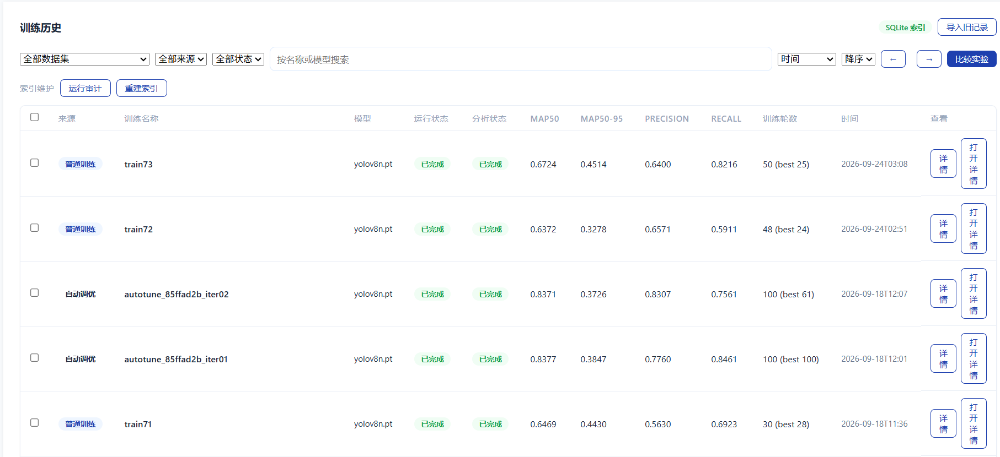 训练历史
SQLite 索引
导入旧记录
全部数据集
全部来源
全部状态
按名称或模型搜索
时间
降序
←
→
比较实验
索引维护
运行审计
重建索引
来源
训练名称
模型
运行状态
分析状态
MAP50
MAP50-95
PRECISION
RECALL
训练轮数
时间
查看
普通训练
train73
yolov8n.pt
已完成
已完成
0.6724
0.4514
0.6400
0.8216
50 (best 25)
2026-09-24T03:08
详
情
打
开
详
情
普通训练
train72
yolov8n.pt
已完成
已完成
0.6372
0.3278
0.6571
0.5911
48 (best 24)
2026-09-24T02:51
详
情
打
开
详
情
自动调优
autotune_85ffad2b_iter02
yolov8n.pt
已完成
已完成
0.8371
0.3726
0.8307
0.7561
100 (best 61)
2026-09-18T12:07
详
情
打
开
详
情
自动调优
autotune_85ffad2b_iter01
yolov8n.pt
已完成
已完成
0.8377
0.3847
0.7760
0.8461
100 (best 100)
2026-09-18T12:01
详
情
打
开
详
情
普通训练
train71
yolov8n.pt
已完成
已完成
0.6469
0.4430
0.5630
0.6923
30 (best 28)
2026-09-18T11:36
详
情
打
开
详
情